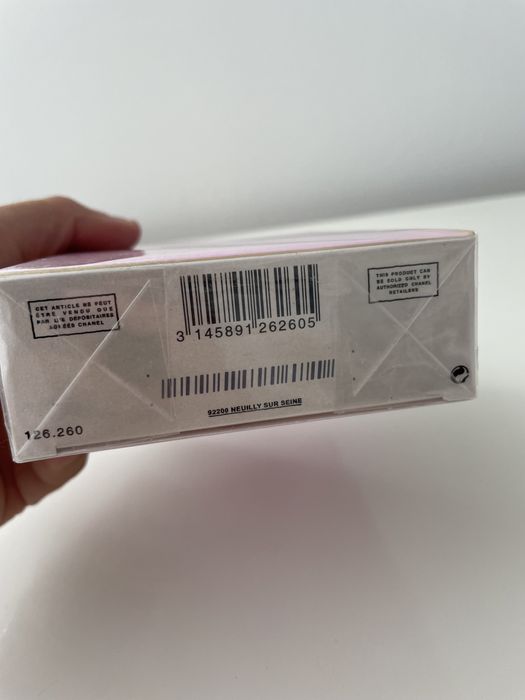 CET ARTICLE NE PEUT
ÊTRE VENDU QUE
PAR LES DÉPOSITAIRES
AGRÉÉS CHANEL
THIS PRODUCT CAN
BE SOLD ONLY BY
AUTHORIZED CHANEL
RETAILERS
3 145891 262605
92200 NEUILLY SUR SEINE
126.260